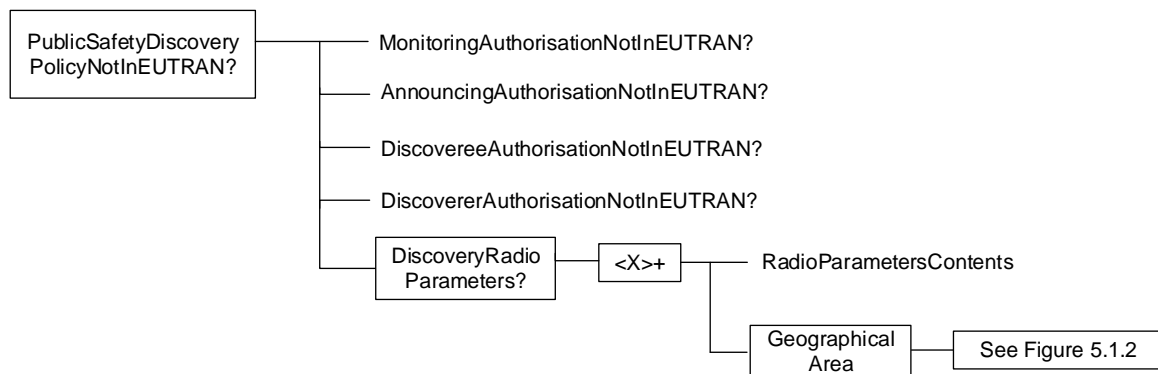 PublicSafetyDiscovery
PolicyNotInEUTRAN?
MonitoringAuthorisationNotInEUTRAN?
AnnouncingAuthorisationNotInEUTRAN?
DiscovereeAuthorisationNotInEUTRAN?
DiscovererAuthorisationNotInEUTRAN?
DiscoveryRadio
Parameters?
<X>+
RadioParametersContents
Geographical
Area
See Figure 5.1.2